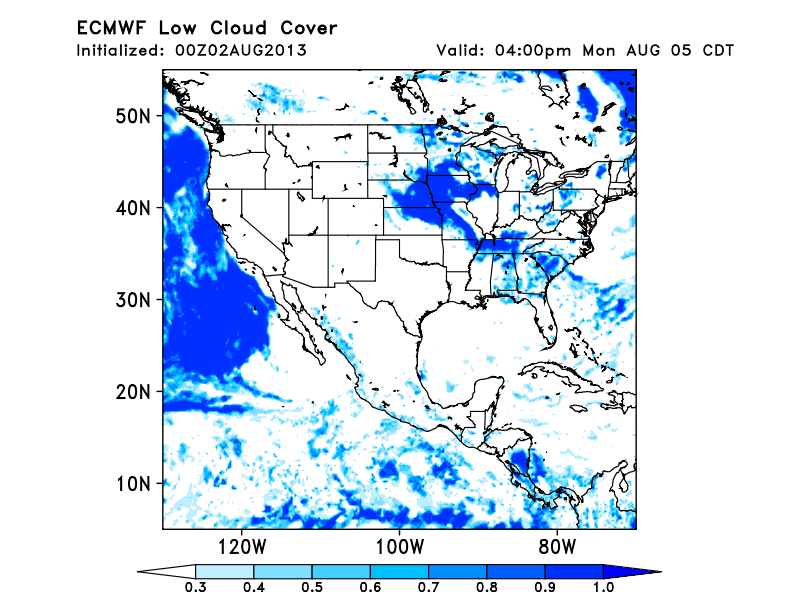 ECMWF Low Cloud Cover
Initialized: 00Z02AUG2013 Valid: 04:00pm Mon AUG 05 CDT
50N
40N
30N
20N
10N
120W 100W 80W
0.3 0.4 0.5 0.6 0.7 0.8 0.9 1.0